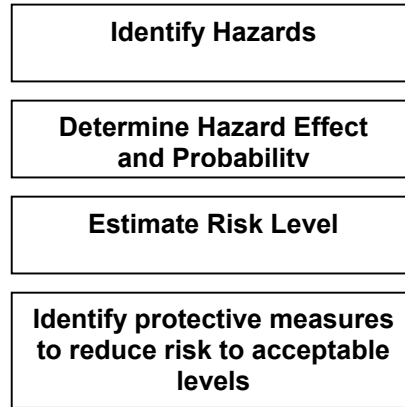 Identify Hazards
Determine Hazard Effect
and Probability
Estimate Risk Level
Identify protective measures
to reduce risk to acceptable
levels